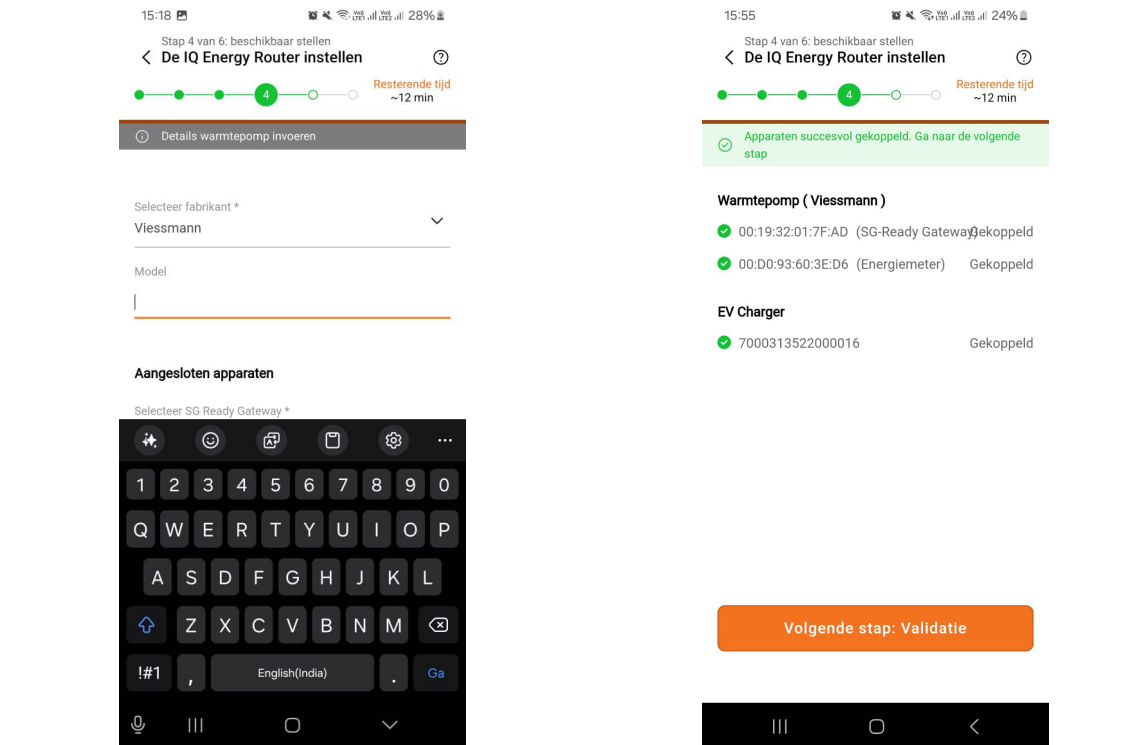 15:18
28%
Stap 4 van 6: beschikbaar stellen
De IQ Energy Router instellen
4
Resterende tijd
~12 min
Details warmtepomp invoeren
Selecteer fabrikant *
Viessmann
Model
Aangesloten apparaten
Selecteer SG Ready Gateway *
1 2 3 4 5 6 7 8 9 0
Q W E R T Y U I O P
A S D F G H J K L
Z X C V B N M
!#1 , English(India) . Ga
15:55
24%
Stap 4 van 6: beschikbaar stellen
De IQ Energy Router instellen
4
Resterende tijd
~12 min
Apparaten succesvol gekoppeld. Ga naar de volgende
stap
Warmtepomp ( Viessmann )
00:19:32:01:7F:AD (SG-Ready Gateway) Gekoppeld
00:D0:93:60:3E:D6 (Energiemeter) Gekoppeld
EV Charger
7000313522000016 Gekoppeld
Volgende stap: Validatie